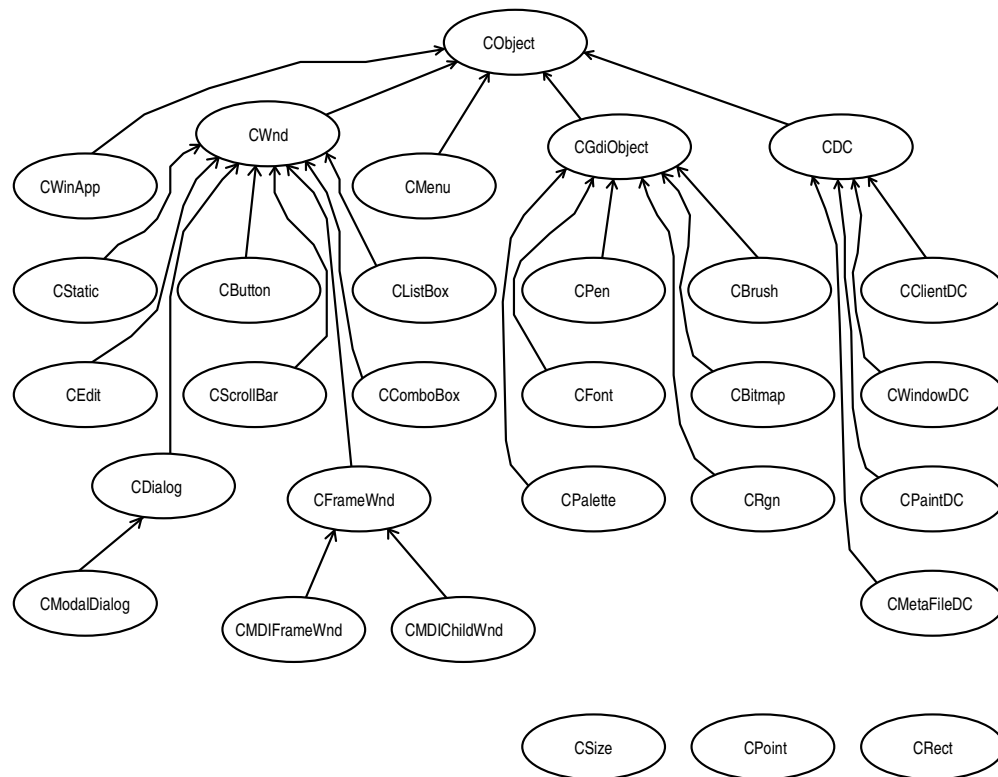 CObject
CWnd
CGdiObject
CDC
CWinApp
CMenu
CStatic
CButton
CListBox
CPen
CBrush
CClientDC
CEdit
CScrollBar
CComboBox
CFont
CBitmap
CWindowDC
CDialog
CFrameWnd
CPalette
CRgn
CPaintDC
CModalDialog
CMDIFrameWnd
CMDIChildWnd
CMetaFileDC
CSize
CPoint
CRect